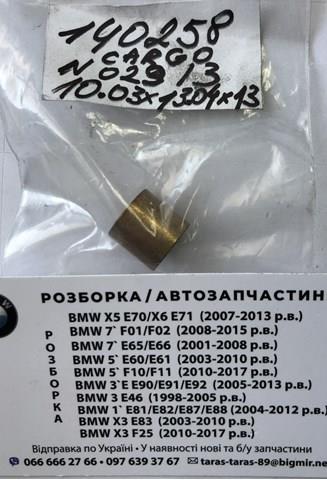 140258
CARGO
N 029 13
10.03x13.04x13
РОЗБОРКА/АВТОЗАПЧАСТИН
BMW X5 E70/X6 E71 (2007-2013 р.в.)
BMW 7` F01/F02 (2008-2015 р.в.)
BMW 7` E65/E66 (2001-2008 р.в.)
BMW 5` E60/E61 (2003-2010 р.в.)
BMW 5` F10/F11 (2010-2017 р.в.)
BMW 3`E E90/E91/E92 (2005-2013 р.в.)
BMW 3 E46 (1998-2005 р.в.)
BMW 1` E81/E82/E87/E88 (2004-2012 р.в.)
BMW X3 E83 (2003-2010 р.в.)
BMW X3 F25 (2010-2017 р.в.)
РОЗБОРКА
Відправка по Україні • У наявності нові та б/у запчастини
066 666 27 66 • 097 639 37 67 taras-taras-89@bigmir.net